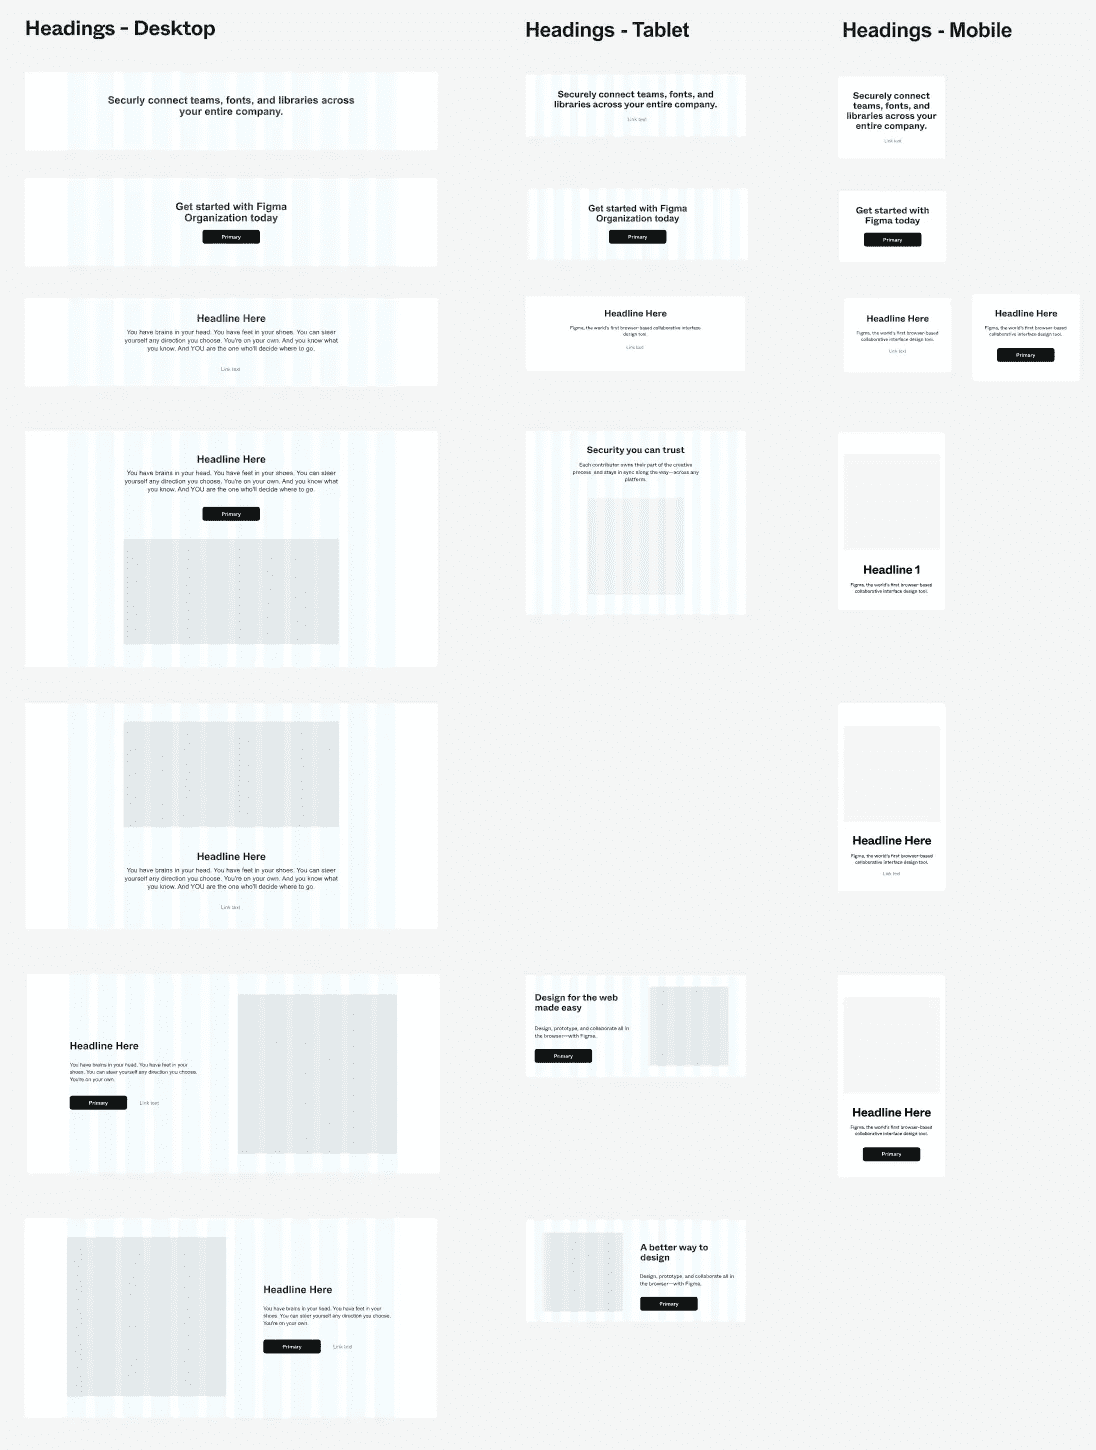 Headings - Desktop
Securly connect teams, fonts, and libraries across
your entire company.
Get started with Figma
Organization today
Primary
Headline Here
You have brains in your head. You have feet in your shoes. You can steer
yourself any direction you choose. You're on your own. And you know what
you know. And YOU are the one who'll decide where to go.
Link text
Headline Here
You have brains in your head. You have feet in your shoes. You can steer
yourself any direction you choose. You're on your own. And you know what
you know. And YOU are the one who'll decide where to go.
Primary
Headline Here
You have brains in your head. You have feet in your shoes. You can steer
yourself any direction you choose. You're on your own. And you know what
you know. And YOU are the one who'll decide where to go.
Link text
Headline Here
You have brains in your head. You have feet in your
shoes. You can steer yourself any direction you choose.
You're on your own.
Primary
Link text
Headline Here
You have brains in your head. You have feet in your
shoes. You can steer yourself any direction you choose.
You're on your own.
Primary
Link text
Headings - Tablet
Securely connect teams, fonts, and
libraries across your entire company.
Link text
Get started with Figma
Organization today
Primary
Headline Here
Figma, the world's first browser-based collaborative interface
design tool.
Link text
Security you can trust
Each contributor owns their part of the creative
process, and stays in sync along the way—across any
platform.
Design for the web
made easy
Design, prototype, and collaborate all in
the browser—with Figma.
Primary
A better way to
design
Design, prototype, and collaborate all in
the browser—with Figma.
Primary
Headings - Mobile
Securely connect
teams, fonts, and
libraries across your
entire company.
Link text
Get started with
Figma today
Primary
Headline Here
Figma, the world's first browser-based
collaborative interface design tool.
Link text
Headline Here
Figma, the world's first browser-based
collaborative interface design tool.
Primary
Headline 1
Figma, the world's first browser-based
collaborative interface design tool.
Headline Here
Figma, the world's first browser-based
collaborative interface design tool.
Link text
Headline Here
Figma, the world's first browser-based
collaborative interface design tool.
Primary